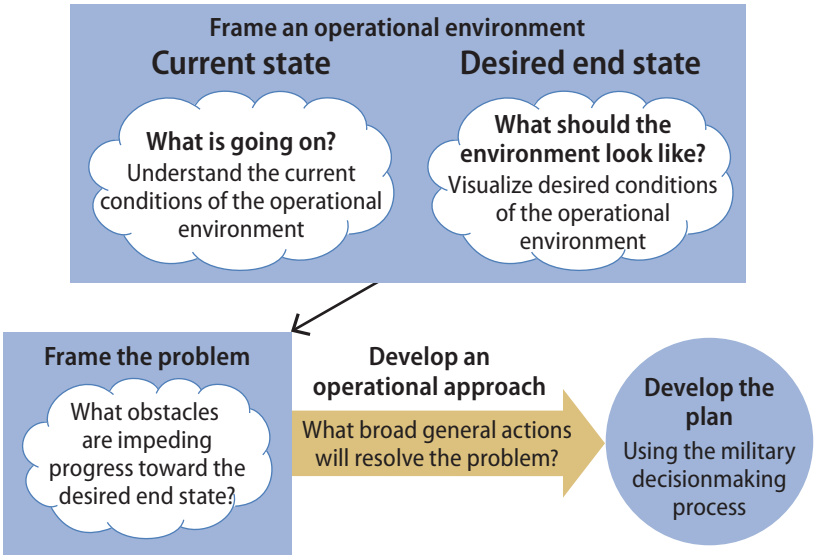 Frame an operational environment
Current state
Desired end state
What is going on?
Understand the current
conditions of the operational
environment
What should the
environment look like?
Visualize desired conditions
of the operational
environment
Frame the problem
What obstacles
are impeding
progress toward the
desired end state?
Develop an
operational approach
What broad general actions
will resolve the problem?
Develop the
plan
Using the military
decisionmaking
process